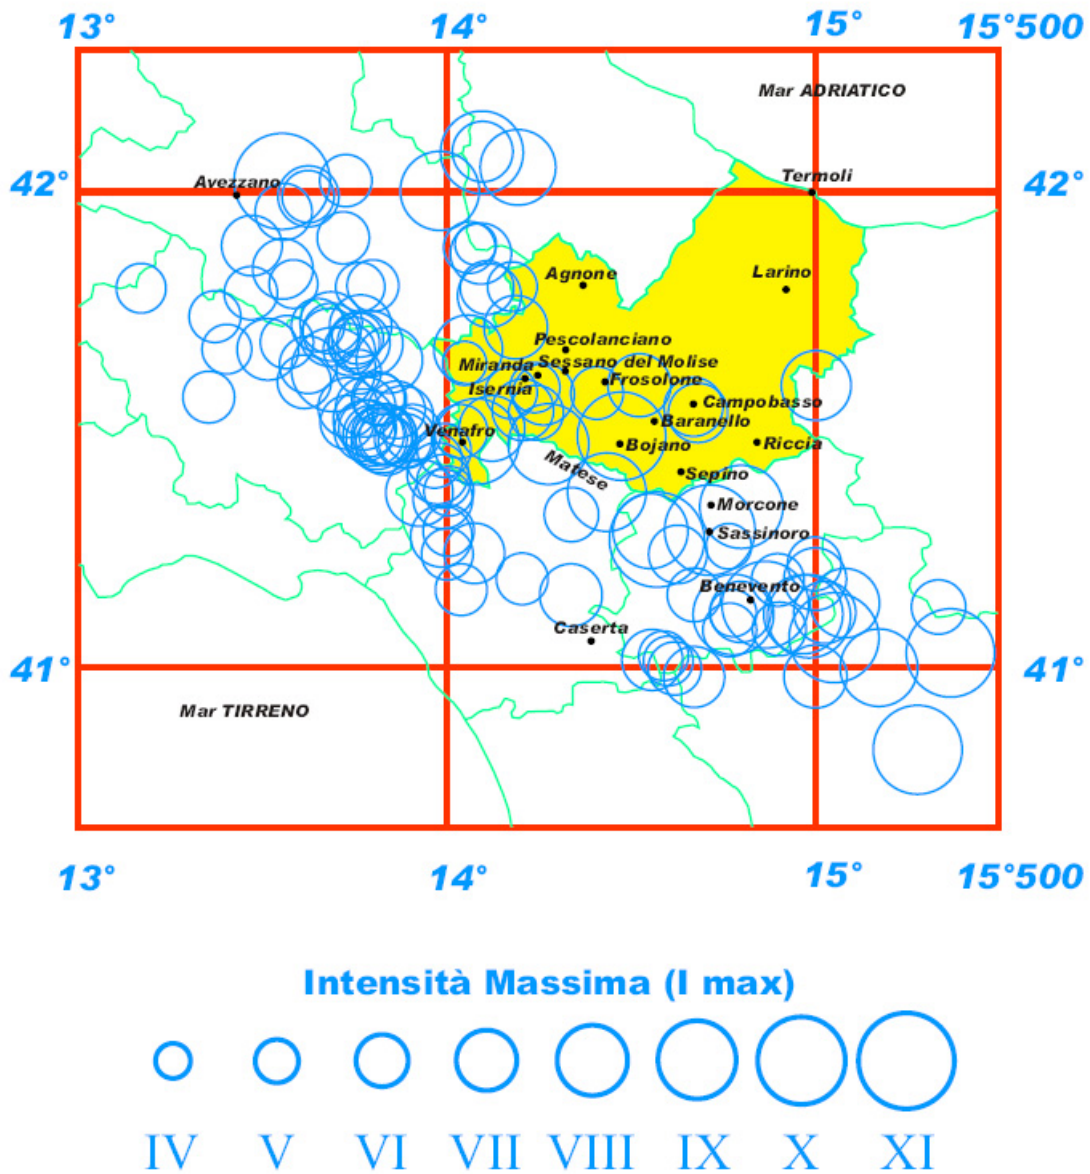 13°
14°
15°
15°500
Mar ADRIATICO
42°
Avezzano
Termoli
42°
Agnone
Larino
Pescolanciano
Miranda
Sessano del Molise
Isernia
Frosolone
Campobasso
Baranello
Venafro
Bojano
Riccia
Matese
Sepino
Morcone
Sassinoro
Benevento
Caserta
41°
41°
Mar TIRRENO
13°
14°
15°
15°500
Intensità Massima (I max)
IV V VI VII VIII IX X XI